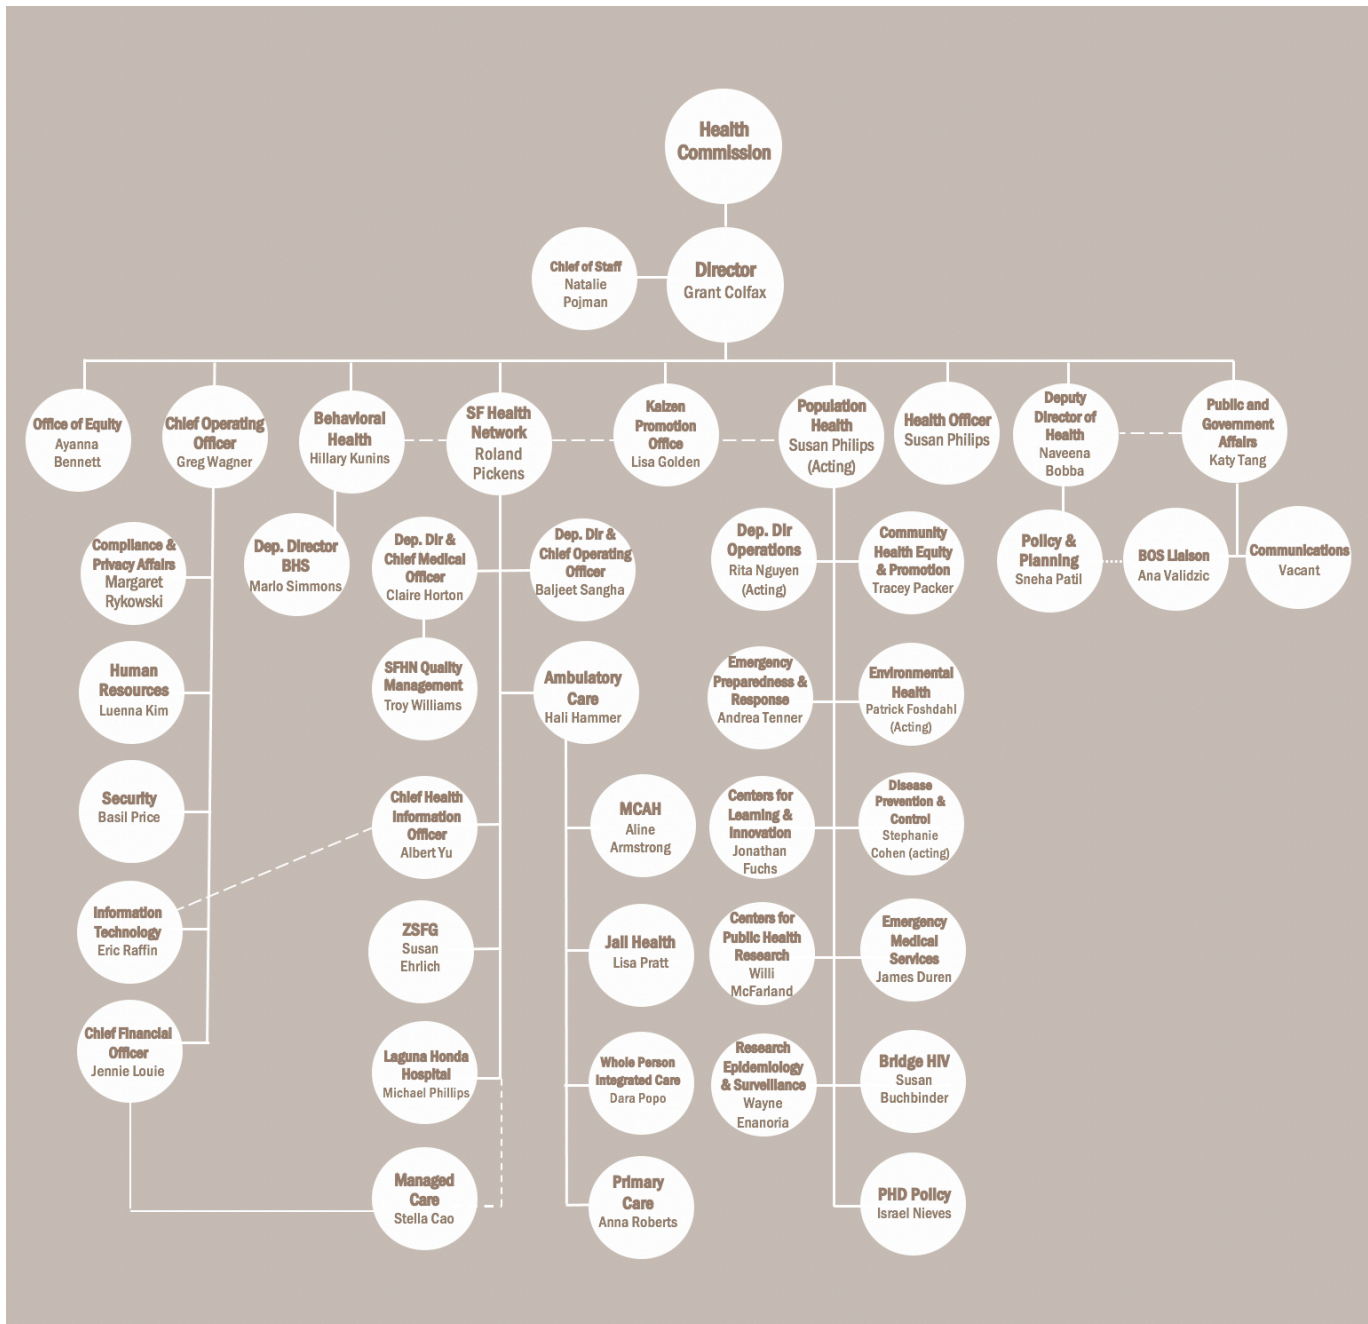 Health
Commission
Chief of Staff
Natalie
Pojman
Director
Grant Colfax
Office of Equity
Ayanna
Bennett
Chief Operating
Officer
Greg Wagner
Behavioral
Health
Hillary Kunins
SF Health
Network
Roland
Pickens
Kaizen
Promotion
Office
Lisa Golden
Population
Health
Susan Philips
(Acting)
Health Officer
Susan Philips
Deputy
Director of
Health
Naveena
Bobba
Public and
Government
Affairs
Katy Tang
Compliance &
Privacy Affairs
Margaret
Rykowski
Dep. Director
BHS
Marlo Simmons
Dep. Dir &
Chief Medical
Officer
Claire Horton
Dep. Dir &
Chief Operating
Officer
Baljeet Sangha
Dep. Dir
Operations
Rita Nguyen
(Acting)
Community
Health Equity
& Promotion
Tracey Packer
Policy &
Planning
Sneha Patil
BOS Liaison
Ana Validzic
Communications
Vacant
Human
Resources
Luenna Kim
SFHN Quality
Management
Troy Williams
Ambulatory
Care
Hali Hammer
Emergency
Preparedness &
Response
Andrea Tenner
Environmental
Health
Patrick Foshdahl
(Acting)
Security
Basil Price
Chief Health
Information
Officer
Albert Yu
MCAH
Aline
Armstrong
Centers for
Learning &
Innovation
Jonathan
Fuchs
Disease
Prevention &
Control
Stephanie
Cohen (acting)
Information
Technology
Eric Raffin
ZSFG
Susan
Ehrlich
Jail Health
Lisa Pratt
Centers for
Public Health
Research
Willi
McFarland
Emergency
Medical
Services
James Duren
Chief Financial
Officer
Jennie Louie
Laguna Honda
Hospital
Michael Phillips
Whole Person
Integrated Care
Dara Popo
Research
Epidemiology
& Surveillance
Wayne
Enanoria
Bridge HIV
Susan
Buchbinder
Managed
Care
Stella Cao
Primary
Care
Anna Roberts
PHD Policy
Israel Nieves